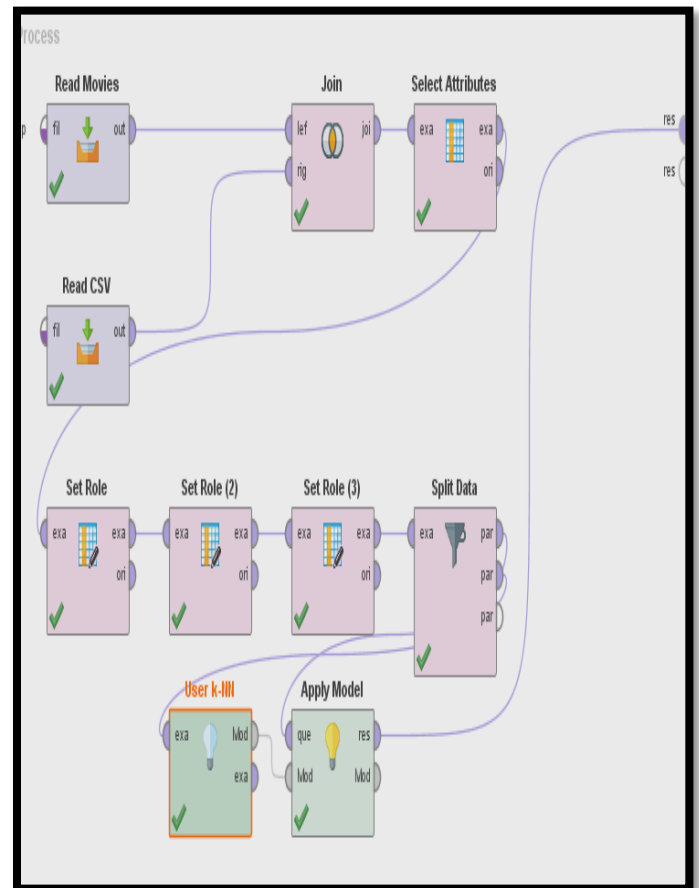 Process
Read Movies
Join
Select Attributes
res
p
fil
out
lef
joi
exa
exa
rig
ori
res
Read CSV
fil
out
Set Role
Set Role (2)
Set Role (3)
Split Data
exa
exa
exa
exa
exa
exa
exa
par
ori
ori
ori
par
par
User k-NN
Apply Model
exa
Mod
que
res
exa
Mod
Mod